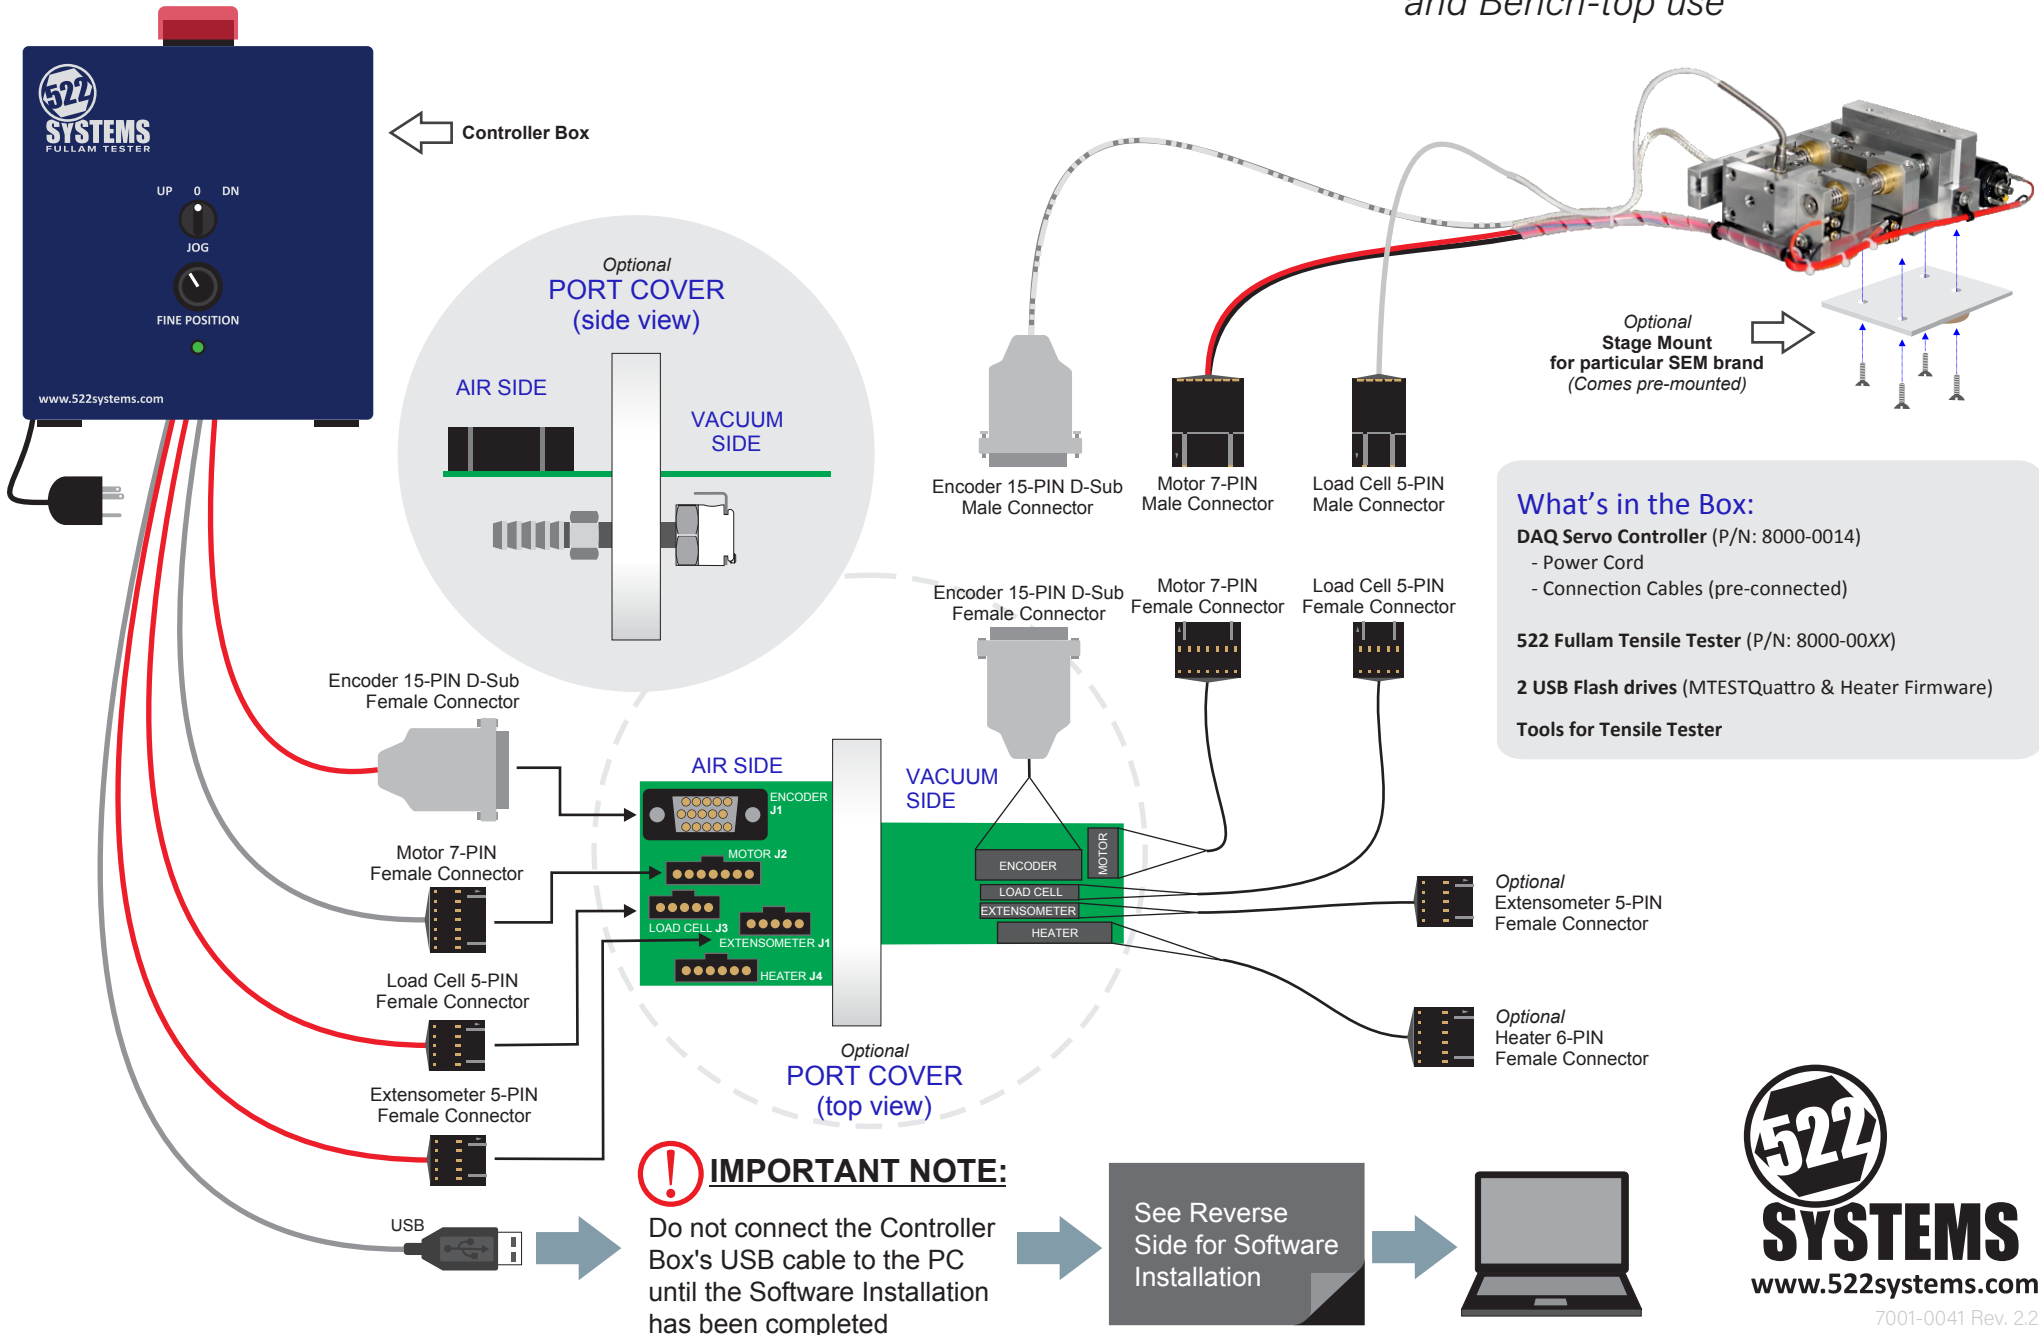 and Bench-top use
522
SYSTEMS
FULLAM TESTER
UP 0 DN
JOG
FINE POSITION
www.522systems.com
Controller Box
Optional
PORT COVER
(side view)
AIR SIDE
VACUUM
SIDE
Optional
Stage Mount
for particular SEM brand
(Comes pre-mounted)
Encoder 15-PIN D-Sub
Male Connector
Motor 7-PIN
Male Connector
Load Cell 5-PIN
Male Connector
What's in the Box:
DAQ Servo Controller (P/N: 8000-0014)
- Power Cord
- Connection Cables (pre-connected)
522 Fullam Tensile Tester (P/N: 8000-00XX)
2 USB Flash drives (MTESTQuattro & Heater Firmware)
Tools for Tensile Tester
Encoder 15-PIN D-Sub
Female Connector
Motor 7-PIN
Female Connector
Load Cell 5-PIN
Female Connector
Encoder 15-PIN D-Sub
Female Connector
Motor 7-PIN
Female Connector
Load Cell 5-PIN
Female Connector
Extensometer 5-PIN
Female Connector
AIR SIDE
ENCODER
J1
MOTOR J2
LOAD CELL J3
EXTENSOMETER J1
HEATER J4
VACUUM
SIDE
ENCODER
MOTOR
LOAD CELL
EXTENSOMETER
HEATER
Optional
PORT COVER
(top view)
Optional
Extensometer 5-PIN
Female Connector
Optional
Heater 6-PIN
Female Connector
USB
! IMPORTANT NOTE:
Do not connect the Controller
Box's USB cable to the PC
until the Software Installation
has been completed
See Reverse
Side for Software
Installation
522
SYSTEMS
www.522systems.com
7001-0041 Rev. 2.2